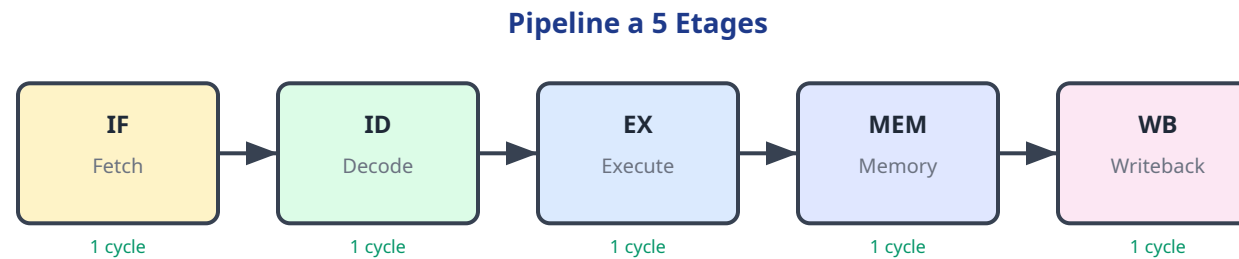 Pipeline a 5 Etages
IF
Fetch
1 cycle
ID
Decode
1 cycle
EX
Execute
1 cycle
MEM
Memory
1 cycle
WB
Writeback
1 cycle